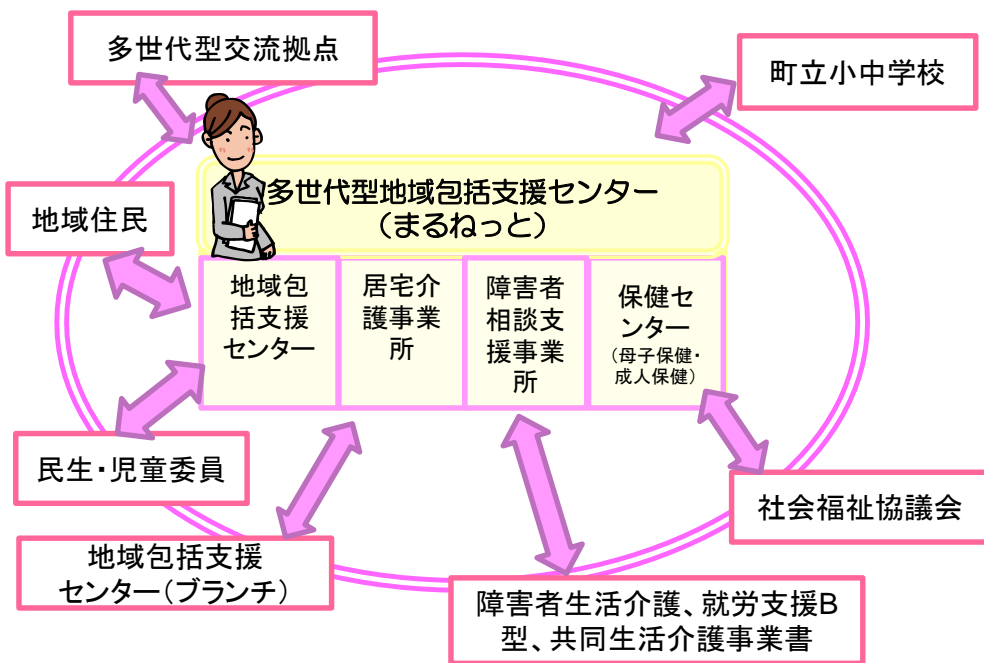 多世代型交流拠点
町立小中学校
多世代型地域包括支援センター
（まるねっと）
地域住民
地域包
括支援
センター
居宅介
護事業
所
障害者
相談支
援事業
所
保健セ
ンター
（母子保健・
成人保健）
民生・児童委員
社会福祉協議会
地域包括支援
センター（ブランチ）
障害者生活介護、就労支援B
型、共同生活介護事業書